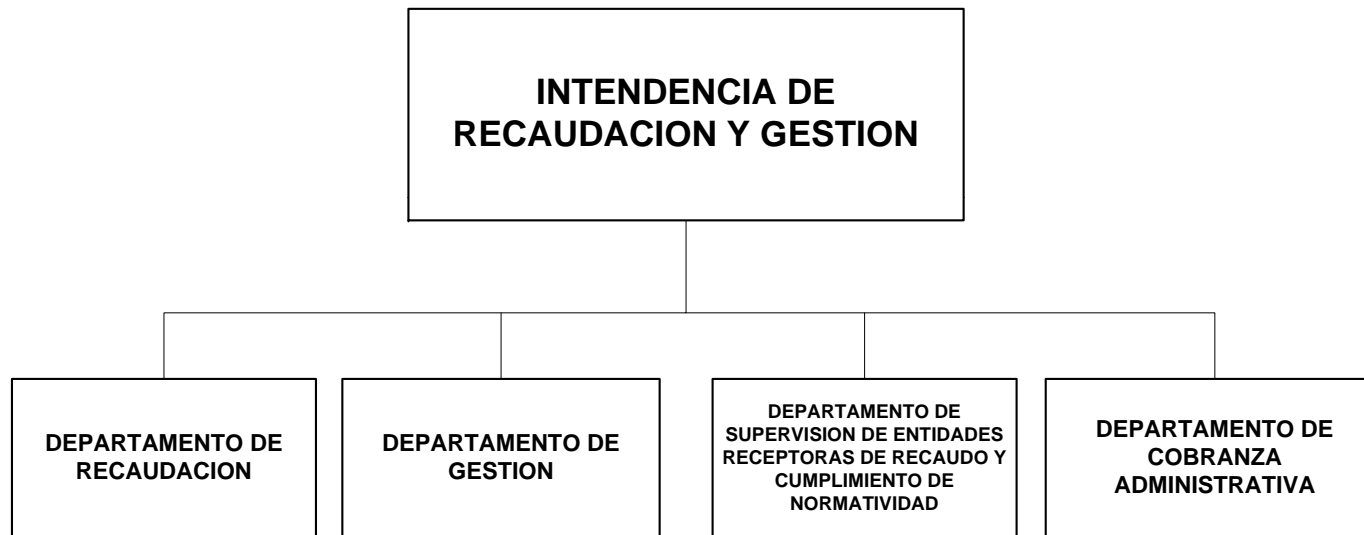 INTENDENCIA DE
RECAUDACION Y GESTION
DEPARTAMENTO DE
RECAUDACION
DEPARTAMENTO DE
GESTION
DEPARTAMENTO DE
SUPERVISION DE ENTIDADES
RECEPTORAS DE RECAUDO Y
CUMPLIMIENTO DE
NORMATIVIDAD
DEPARTAMENTO DE
COBRANZA
ADMINISTRATIVA